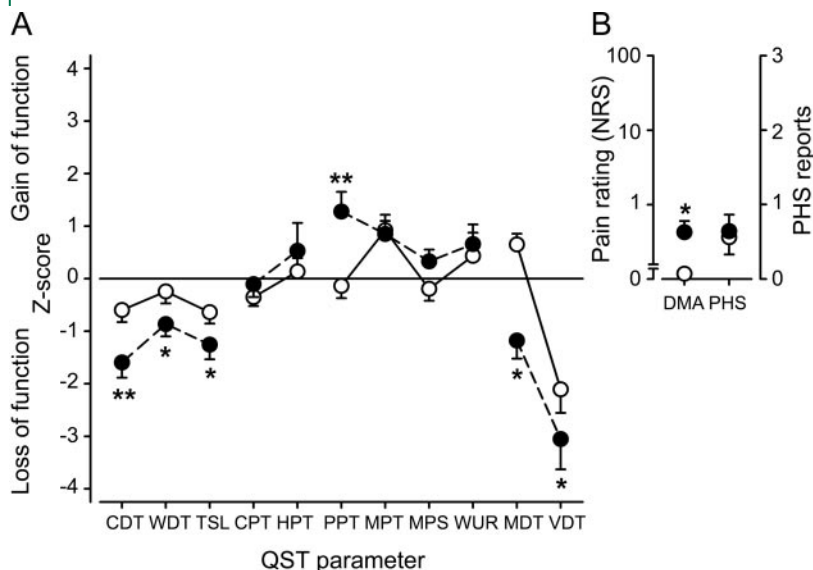 A
Gain of function
Z-score
Loss of function
4
3
2
1
0
-1
-2
-3
-4
**
*
*
**
*
*
CDT WDT TSL CPT HPT PPT MPT MPS WUR MDT VDT
QST parameter
B
Pain rating (NRS)
100
10
1
0
*
DMA PHS
3
2
1
0
PHS reports